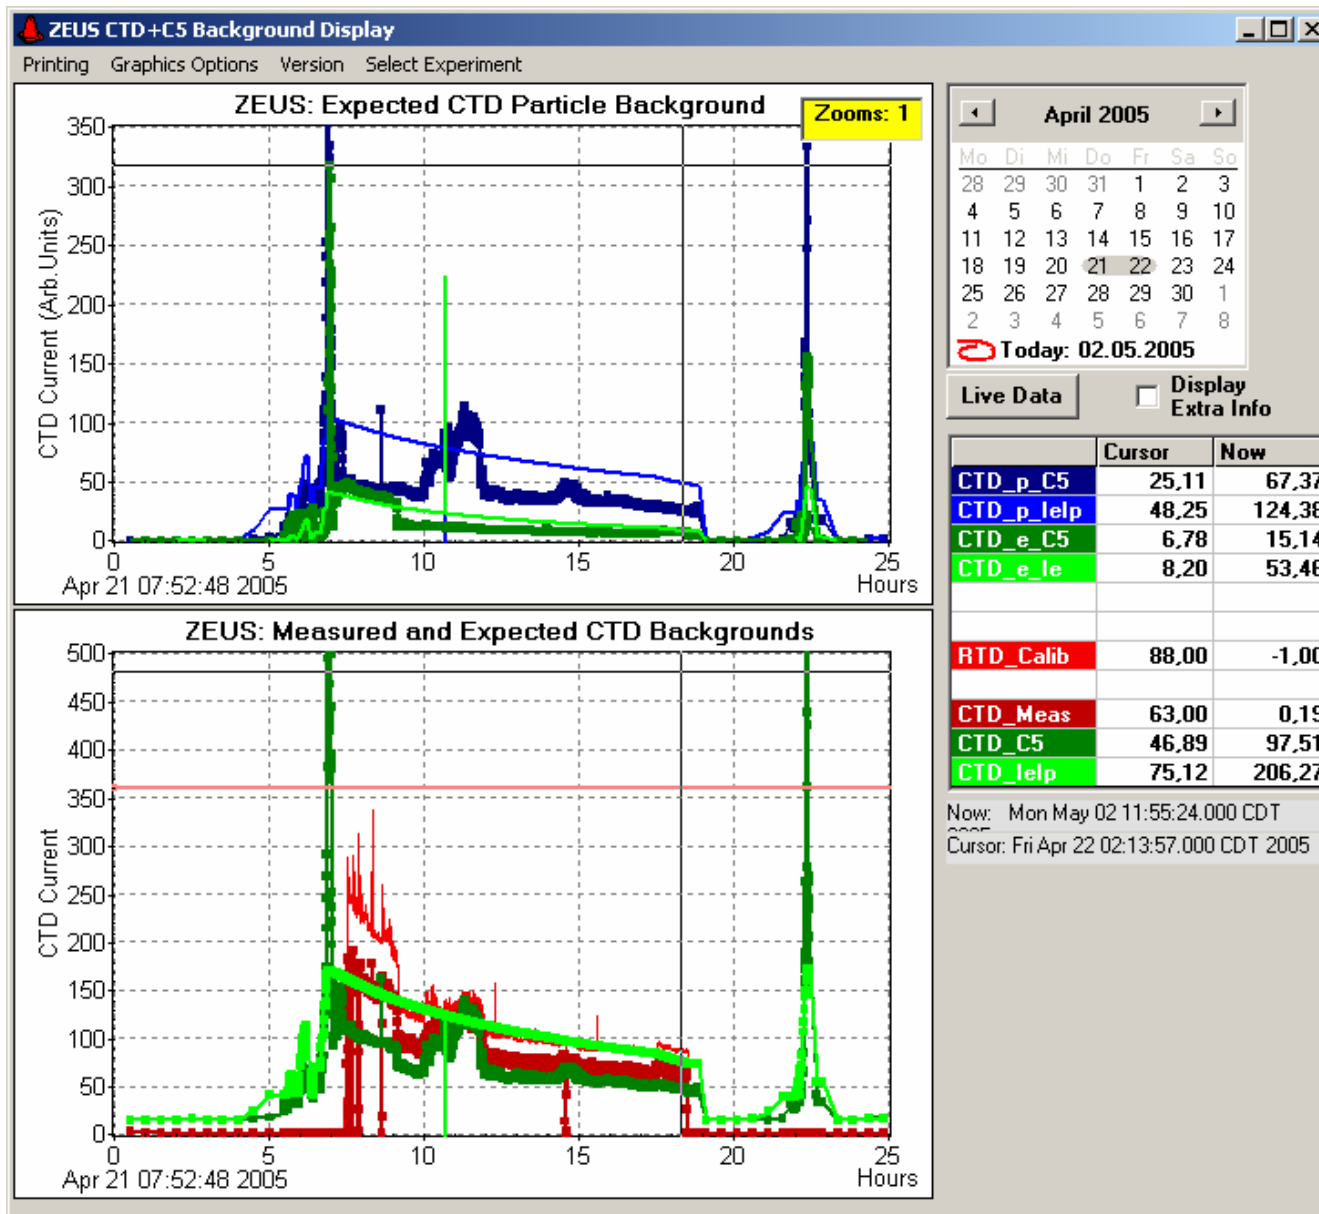 ZEUS CTD+C5 Background Display
Printing Graphics Options Version Select Experiment
ZEUS: Expected CTD Particle Background
Zooms: 1
CTD Current (Arb.Units)
350
300
250
200
150
100
50
0
0 5 10 15 20 25
Apr 21 07:52:48 2005 Hours
ZEUS: Measured and Expected CTD Backgrounds
CTD Current
500
450
400
350
300
250
200
150
100
50
0
0 5 10 15 20 25
Apr 21 07:52:48 2005 Hours
April 2005
Mo Di Mi Do Fr Sa So
28 29 30 31 1 2 3
4 5 6 7 8 9 10
11 12 13 14 15 16 17
18 19 20 21 22 23 24
25 26 27 28 29 30 1
2 3 4 5 6 7 8
Today: 02.05.2005
Live Data
Display
Extra Info
Cursor Now
CTD_p_C5 25,11 67,37
CTD_p_IeIp 48,25 124,38
CTD_e_C5 6,78 15,14
CTD_e_Ie 8,20 53,46
RTD_Calib 88,00 -1,00
CTD_Meas 63,00 0,19
CTD_C5 46,89 97,51
CTD_IeIp 75,12 206,27
Now: Mon May 02 11:55:24.000 CDT
Cursor: Fri Apr 22 02:13:57.000 CDT 2005